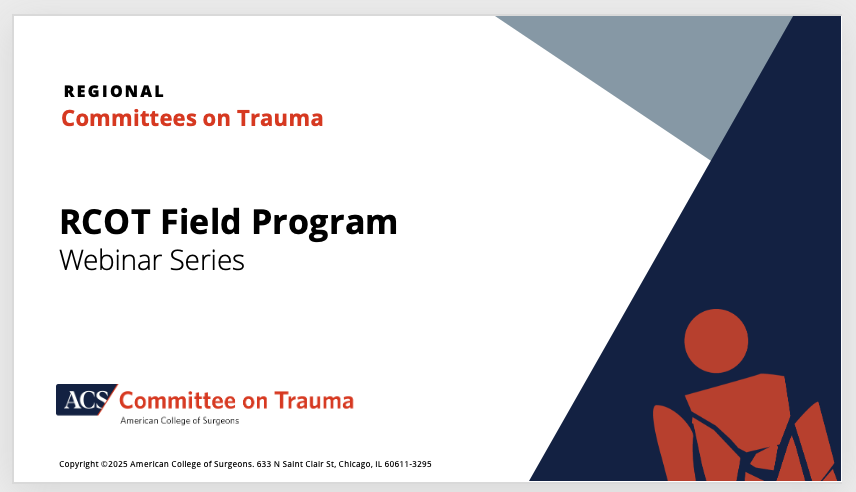 REGIONAL
Committees on Trauma
RCOT Field Program
Webinar Series
ACS Committee on Trauma
American College of Surgeons
Copyright ©2025 American College of Surgeons. 633 N Saint Clair St, Chicago, IL 60611-3295